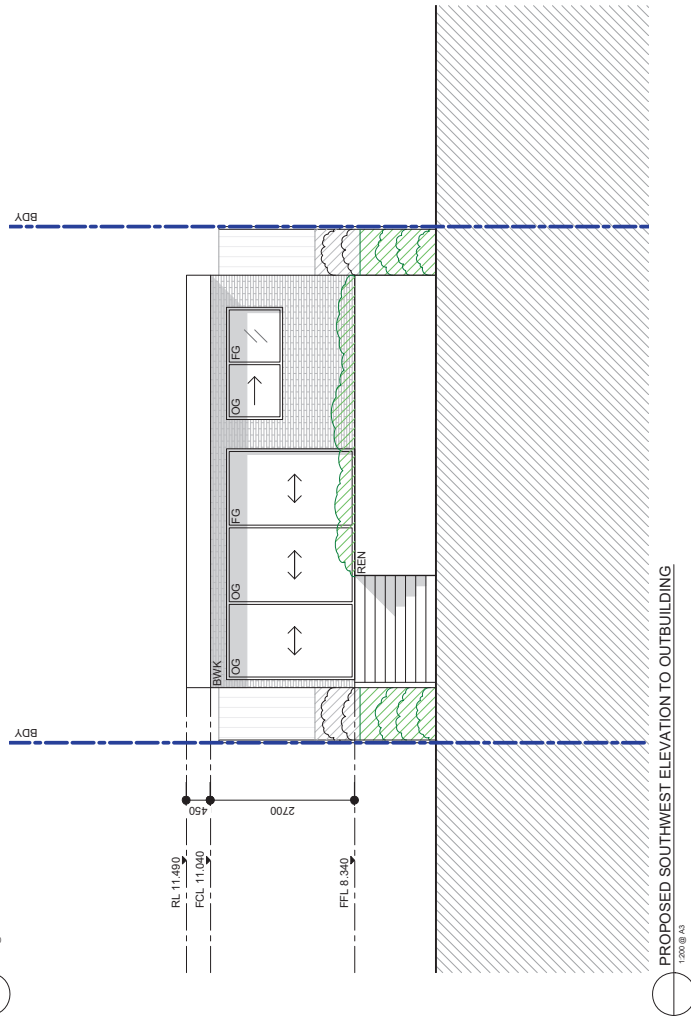 BDY
BDY
RL 11.490
FCL 11.040
FFL 8.340
450
2700
BWK
OG
OG
FG
OG
FG
REN
PROPOSED SOUTHWEST ELEVATION TO OUTBUILDING
1:200 @ A3